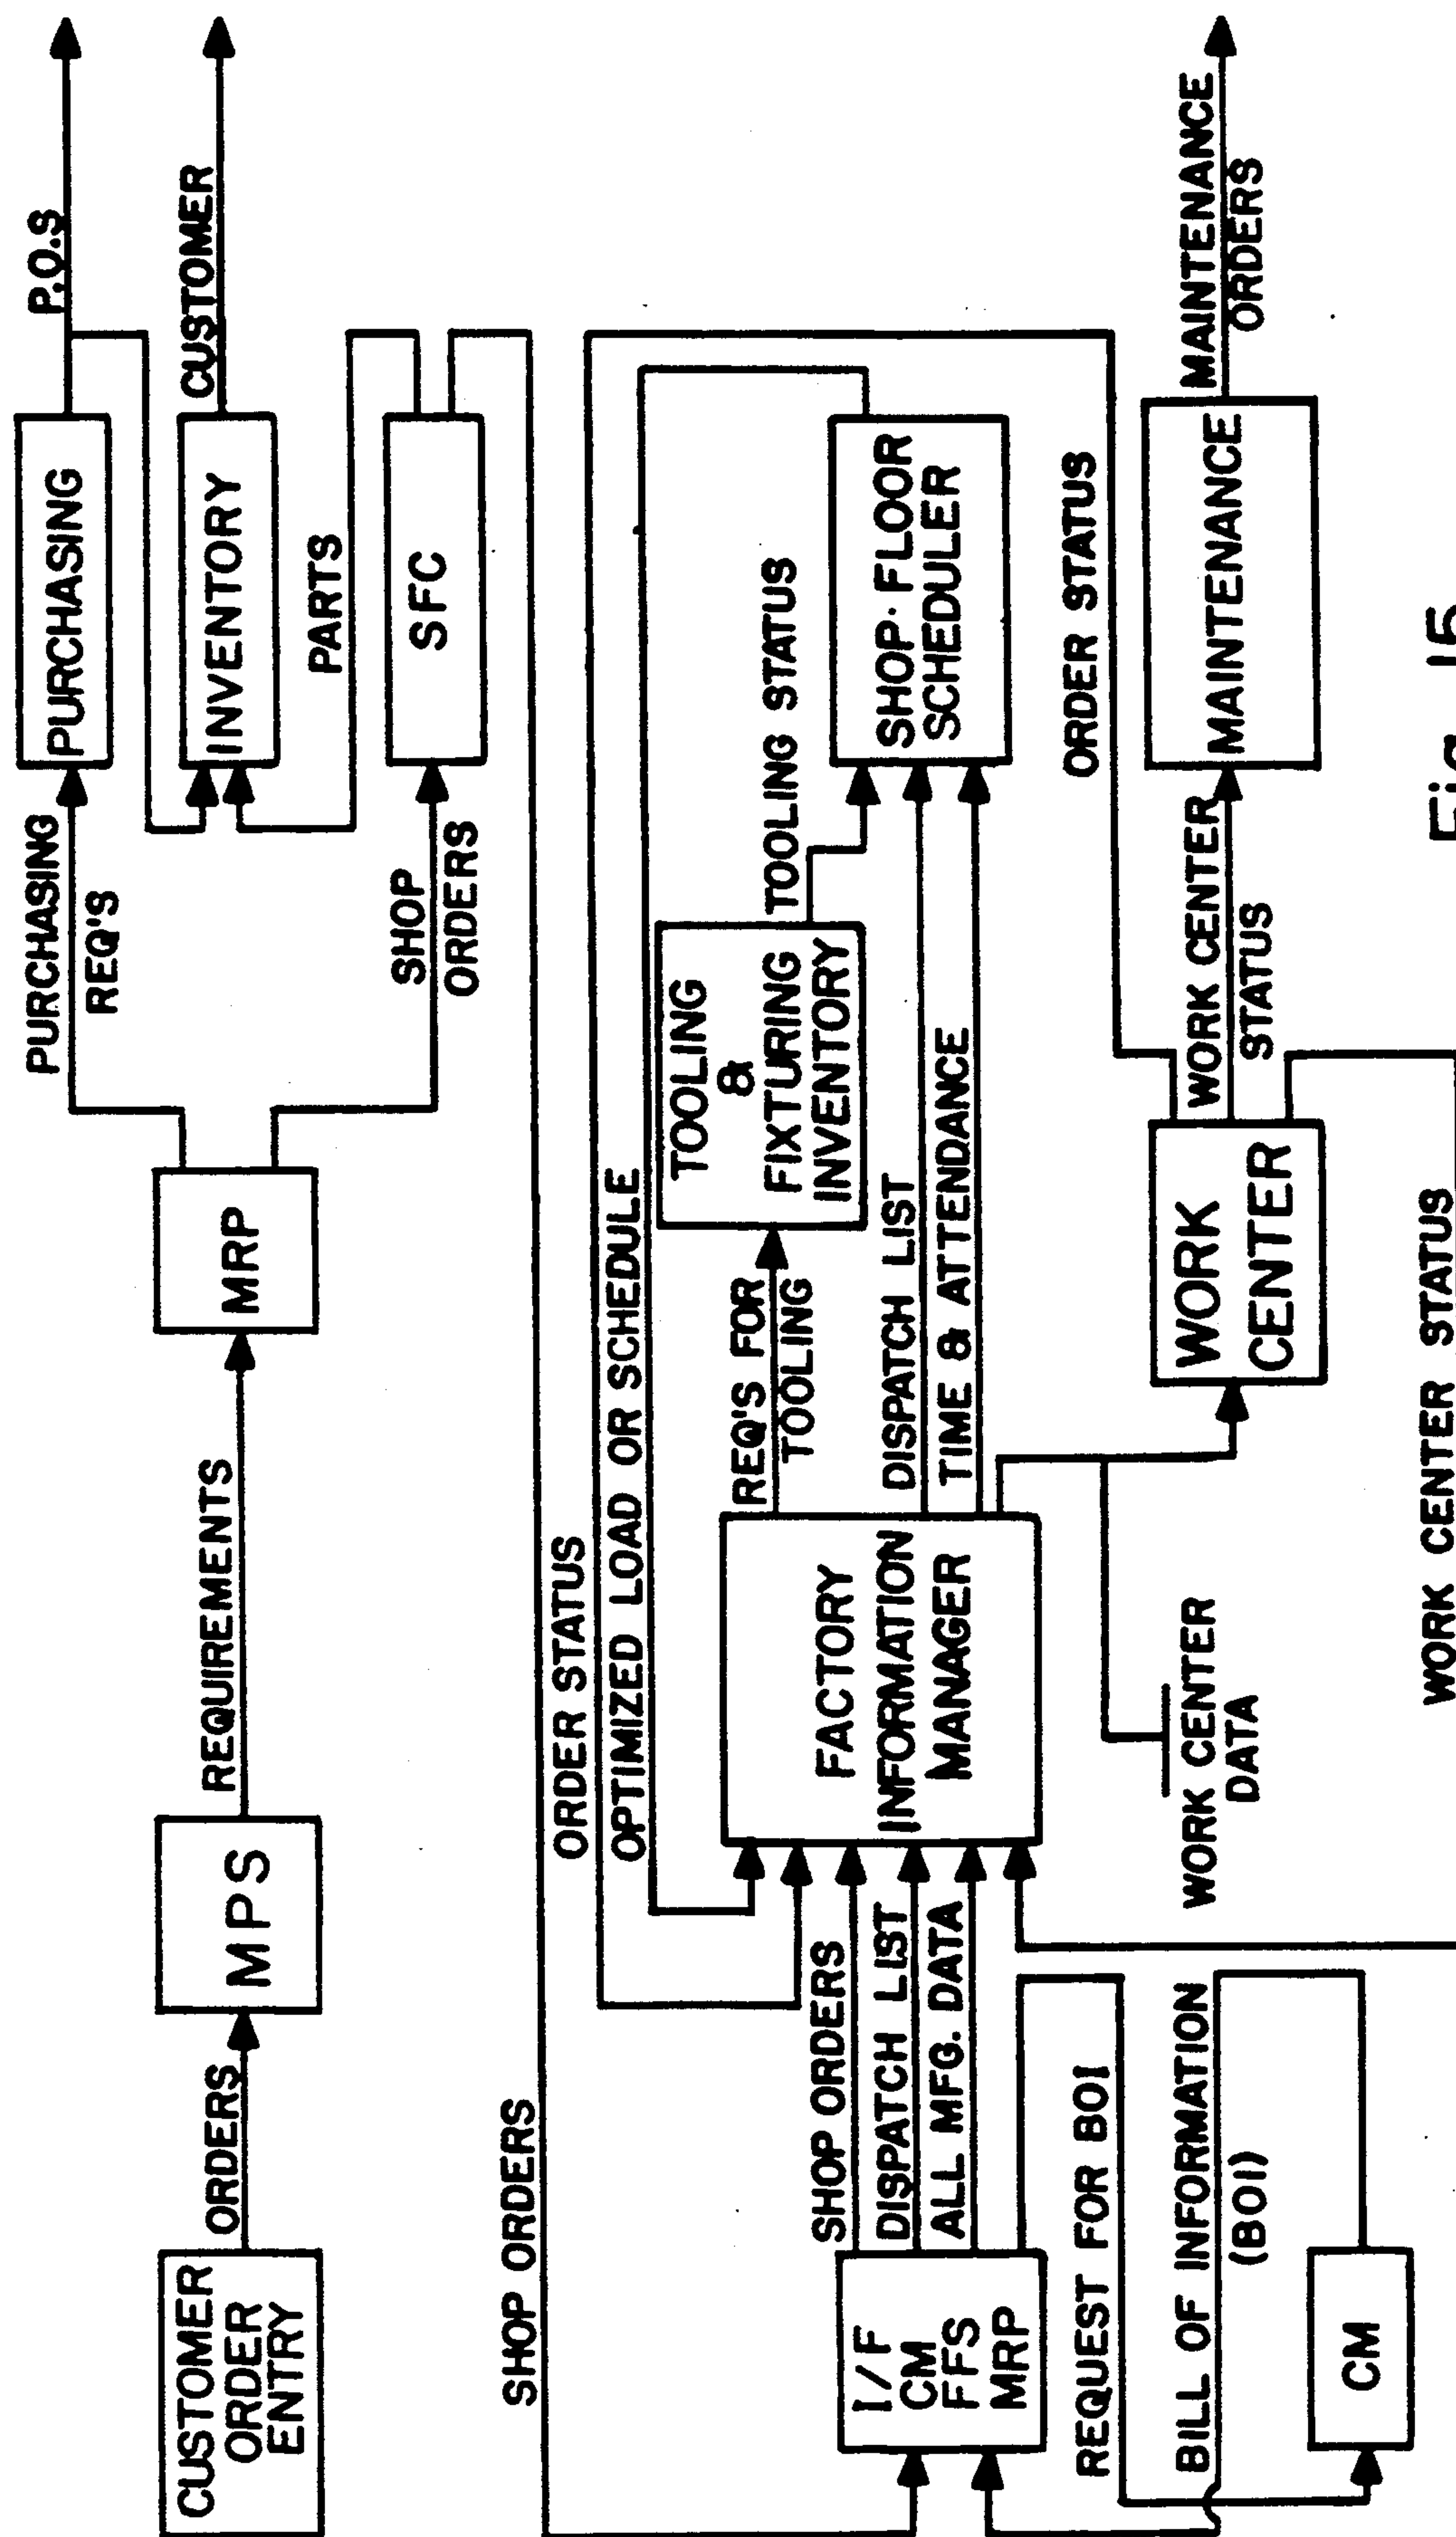 CUSTOMER
ORDER
ENTRY
ORDERS
MPS
REQUIREMENTS
MRP
PURCHASING
REQ'S
PURCHASING
P.O.S
INVENTORY
CUSTOMER
PARTS
SHOP
ORDERS
SFC
SHOP ORDERS
ORDER STATUS
OPTIMIZED LOAD OR SCHEDULE
I/F
CM
FFS
MRP
SHOP ORDERS
DISPATCH LIST
ALL MFG. DATA
FACTORY
INFORMATION
MANAGER
REQ'S FOR
TOOLING
TOOLING
&
FIXTURING
INVENTORY
TOOLING STATUS
DISPATCH LIST
TIME & ATTENDANCE
SHOP·FLOOR
SCHEDULER
REQUEST FOR BOI
BILL OF INFORMATION
(BOI)
CM
WORK CENTER
DATA
WORK
CENTER
ORDER STATUS
WORK CENTER
STATUS
MAINTENANCE
MAINTENANCE
ORDERS
WORK CENTER STATUS
Fig. 15